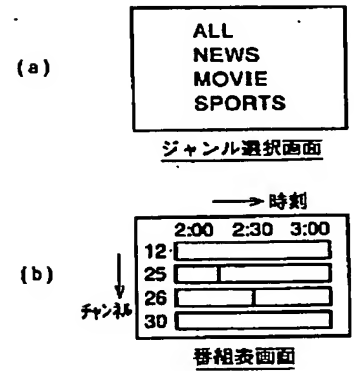 (a)
ALL
NEWS
MOVIE
SPORTS
ジャンル選択画面
時刻
(b)
2:00 2:30 3:00
12
25
26
30
チャンネル
番組表画面